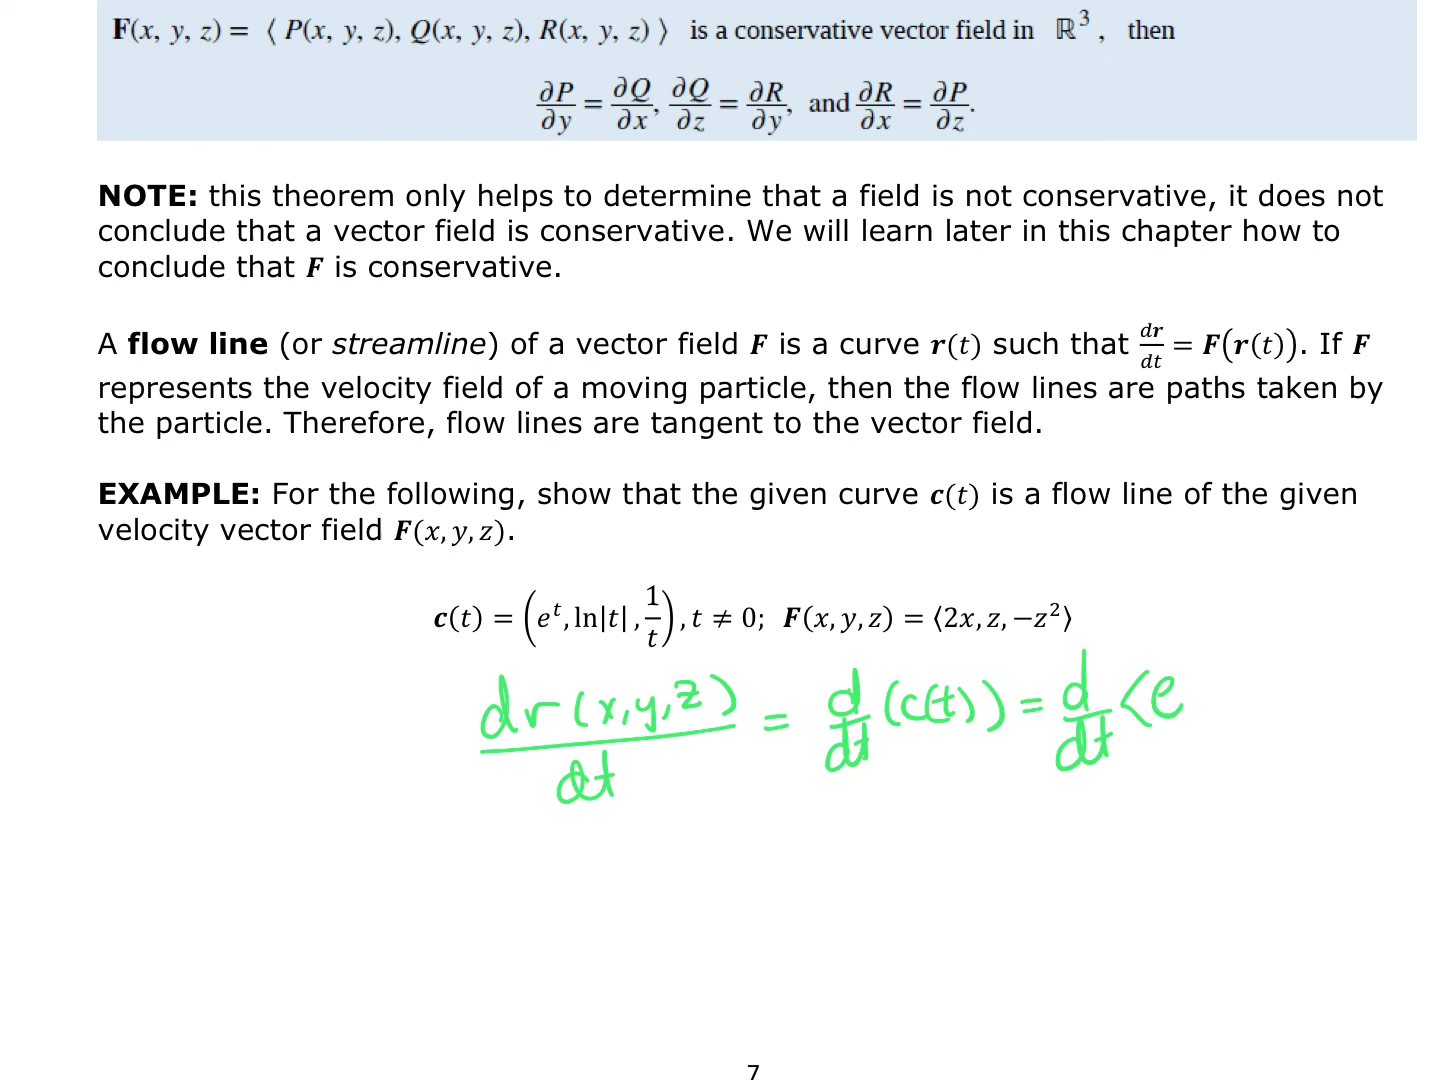 F(x, y, z) = ⟨ P(x, y, z), Q(x, y, z), R(x, y, z) ⟩ is a conservative vector field in ℝ³, then
∂P/∂y = ∂Q/∂x, ∂Q/∂z = ∂R/∂y, and ∂R/∂x = ∂P/∂z.
NOTE: this theorem only helps to determine that a field is not conservative, it does not
conclude that a vector field is conservative. We will learn later in this chapter how to
conclude that F is conservative.
A flow line (or streamline) of a vector field F is a curve r(t) such that dr/dt = F(r(t)). If F
represents the velocity field of a moving particle, then the flow lines are paths taken by
the particle. Therefore, flow lines are tangent to the vector field.
EXAMPLE: For the following, show that the given curve c(t) is a flow line of the given
velocity vector field F(x, y, z).
c(t) = (e^t, ln|t|, 1/t), t ≠ 0; F(x, y, z) = ⟨2x, z, −z²⟩
dr(x,y,z)/dt = d/dt (c(t)) = d/dt <e
7